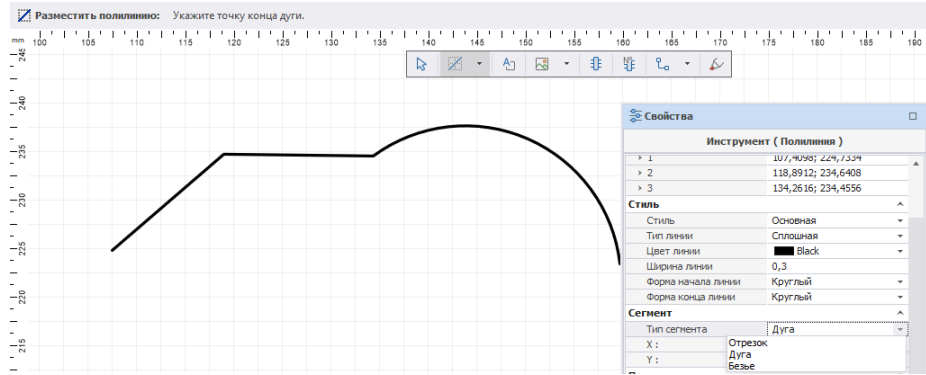 Разместить полилинию: Укажите точку конца дуги.
mm 100 105 110 115 120 125 130 135 140 145 150 155 160 165 170 175 180 185 190
245
240
235
230
225
220
215
Свойства
Инструмент ( Полилиния )
1 107,4098; 224,7334
2 118,8912; 234,6408
3 134,2616; 234,4556
Стиль
Стиль Основная
Тип линии Сплошная
Цвет линии Black
Ширина линии 0,3
Форма начала линии Круглый
Форма конца линии Круглый
Сегмент
Тип сегмента Дуга
X :
Отрезок
Дуга
Y :
Безье